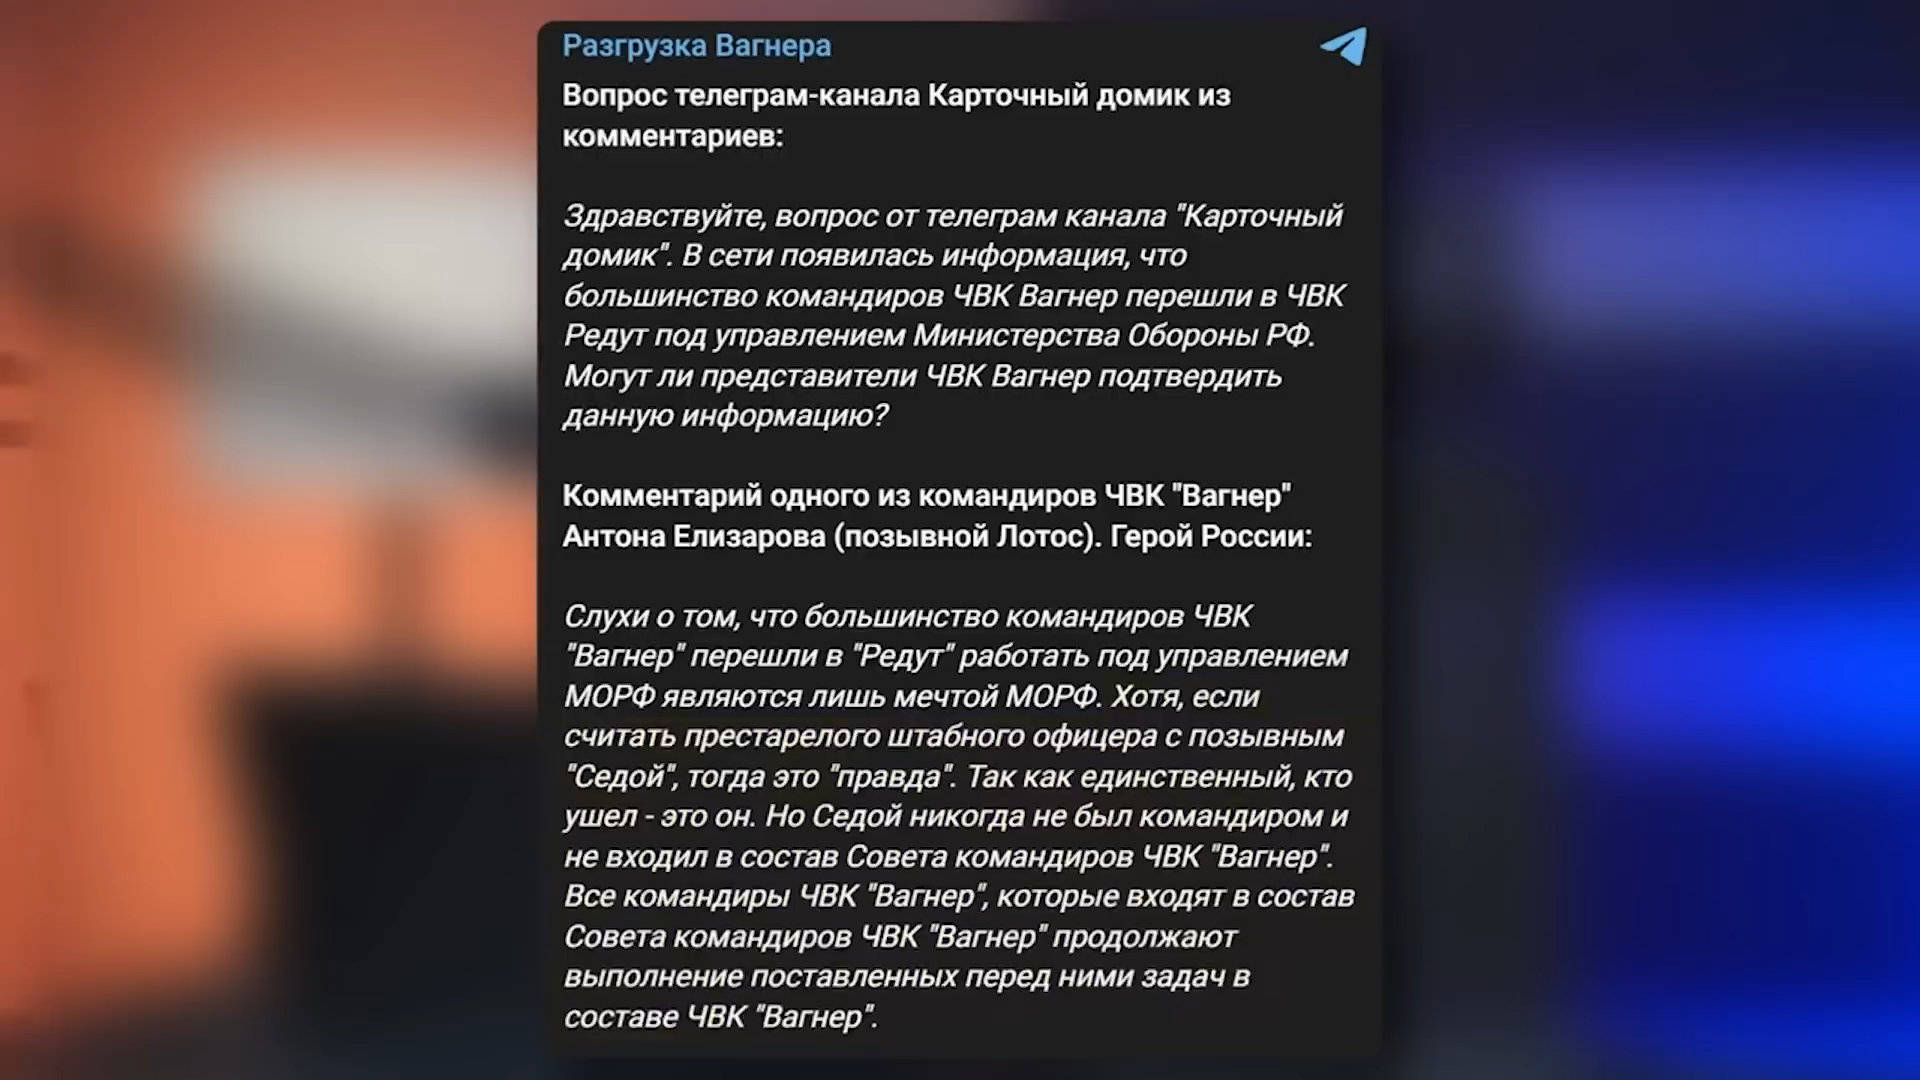 Разгрузка Вагнера
Вопрос телеграм-канала Карточный домик из
комментариев:
Здравствуйте, вопрос от телеграм канала "Карточный
домик". В сети появилась информация, что
большинство командиров ЧВК Вагнер перешли в ЧВК
Редут под управлением Министерства Обороны РФ.
Могут ли представители ЧВК Вагнер подтвердить
данную информацию?
Комментарий одного из командиров ЧВК "Вагнер"
Антона Елизарова (позывной Лотос). Герой России:
Слухи о том, что большинство командиров ЧВК
"Вагнер" перешли в "Редут" работать под управлением
МОРФ являются лишь мечтой МОРФ. Хотя, если
считать престарелого штабного офицера с позывным
"Седой", тогда это "правда". Так как единственный, кто
ушел - это он. Но Седой никогда не был командиром и
не входил в состав Совета командиров ЧВК "Вагнер".
Все командиры ЧВК "Вагнер", которые входят в состав
Совета командиров ЧВК "Вагнер" продолжают
выполнение поставленных перед ними задач в
составе ЧВК "Вагнер".